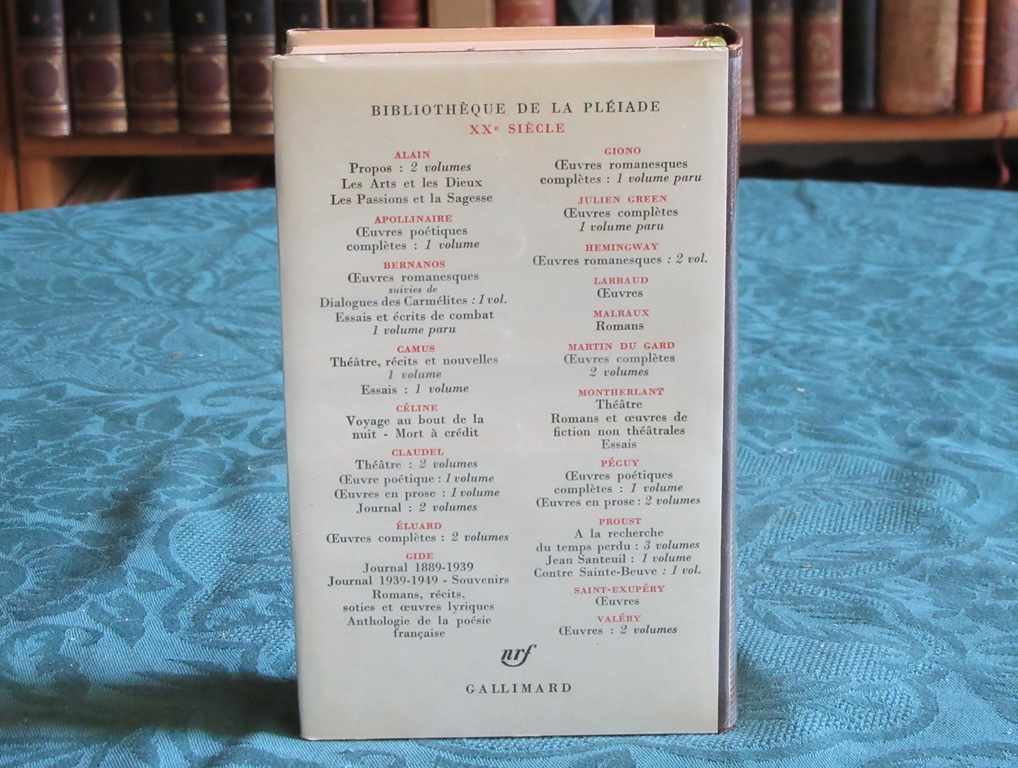 BIBLIOTHÈQUE DE LA PLÉIADE
XXe SIÈCLE
ALAIN
Propos : 2 volumes
Les Arts et les Dieux
Les Passions et la Sagesse
APOLLINAIRE
Œuvres poétiques
complètes : 1 volume
BERNANOS
Œuvres romanesques
suivies de
Dialogues des Carmélites : 1 vol.
Essais et écrits de combat
1 volume paru
CAMUS
Théâtre, récits et nouvelles
1 volume
Essais : 1 volume
CÉLINE
Voyage au bout de la
nuit - Mort à crédit
CLAUDEL
Théâtre : 2 volumes
Œuvre poétique : 1 volume
Œuvres en prose : 1 volume
Journal : 2 volumes
ÉLUARD
Œuvres complètes : 2 volumes
GIDE
Journal 1889-1939
Journal 1939-1949 - Souvenirs
Romans, récits,
soties et œuvres lyriques
Anthologie de la poésie
française
GIONO
Œuvres romanesques
complètes : 1 volume paru
JULIEN GREEN
Œuvres complètes
1 volume paru
HEMINGWAY
Œuvres romanesques : 2 vol.
LARBAUD
Œuvres
MALRAUX
Romans
MARTIN DU GARD
Œuvres complètes
2 volumes
MONTHERLANT
Théâtre
Romans et œuvres de
fiction non théâtrales
Essais
PÉGUY
Œuvres poétiques
complètes : 1 volume
Œuvres en prose : 2 volumes
PROUST
A la recherche
du temps perdu : 3 volumes
Jean Santeuil : 1 volume
Contre Sainte-Beuve : 1 vol.
SAINT-EXUPÉRY
Œuvres
VALÉRY
Œuvres : 2 volumes
nrf
GALLIMARD